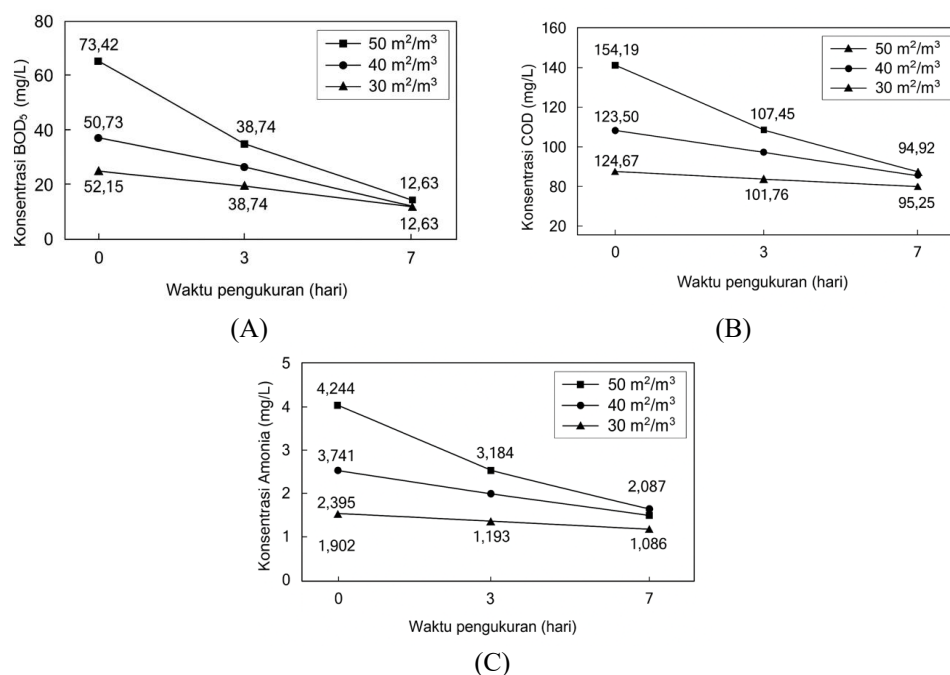 80
73,42
50 m²/m³
40 m²/m³
30 m²/m³
60
50,73
40
38,74
52,15
20
12,63
38,74
12,63
0
0
3
7
Konsentrasi BOD₅ (mg/L)
Waktu pengukuran (hari)
(A)
160
154,19
50 m²/m³
40 m²/m³
30 m²/m³
140
123,50
120
107,45
124,67
100
94,92
80
101,76
95,25
20
0
3
7
Konsentrasi COD (mg/L)
Waktu pengukuran (hari)
(B)
5
4,244
50 m²/m³
40 m²/m³
30 m²/m³
4
3,741
3
3,184
2,395
2
2,087
1,902
1
1,193
1,086
0
0
3
7
Konsentrasi Amonia (mg/L)
Waktu pengukuran (hari)
(C)